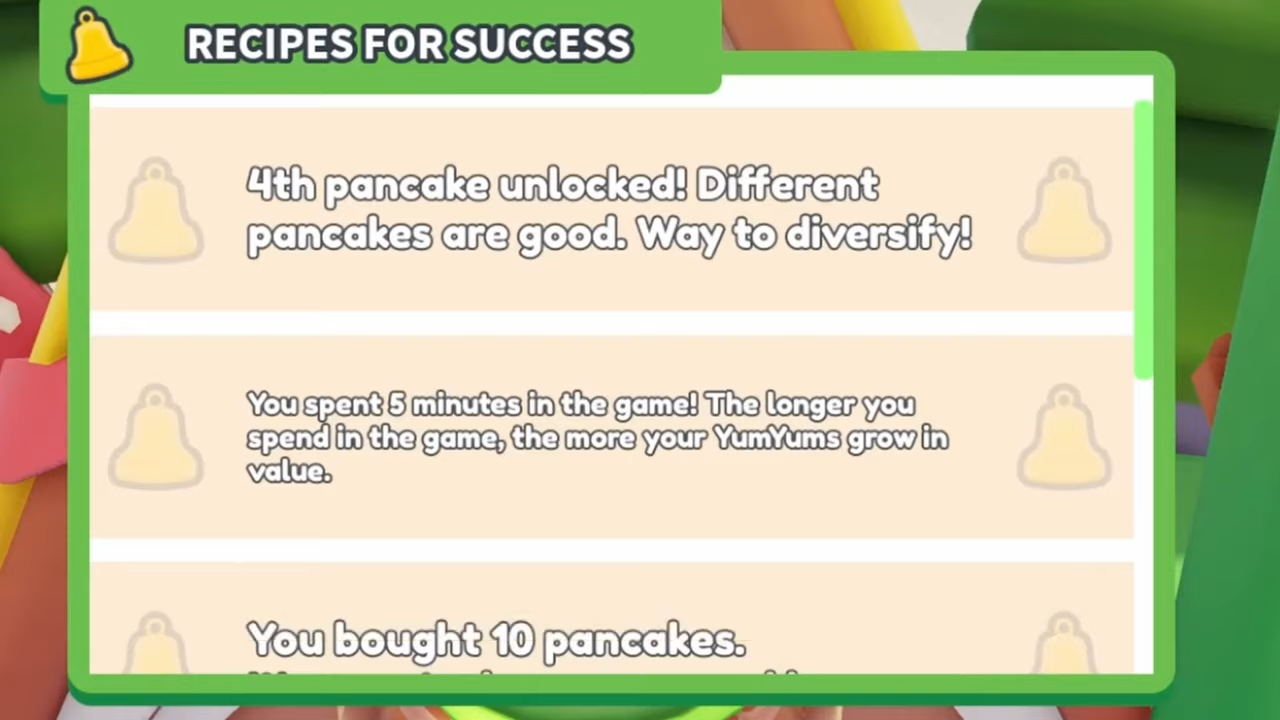 RECIPES FOR SUCCESS
4th pancake unlocked! Different
pancakes are good. Way to diversify!
You spent 5 minutes in the game! The longer you
spend in the game, the more your YumYums grow in
value.
You bought 10 pancakes.